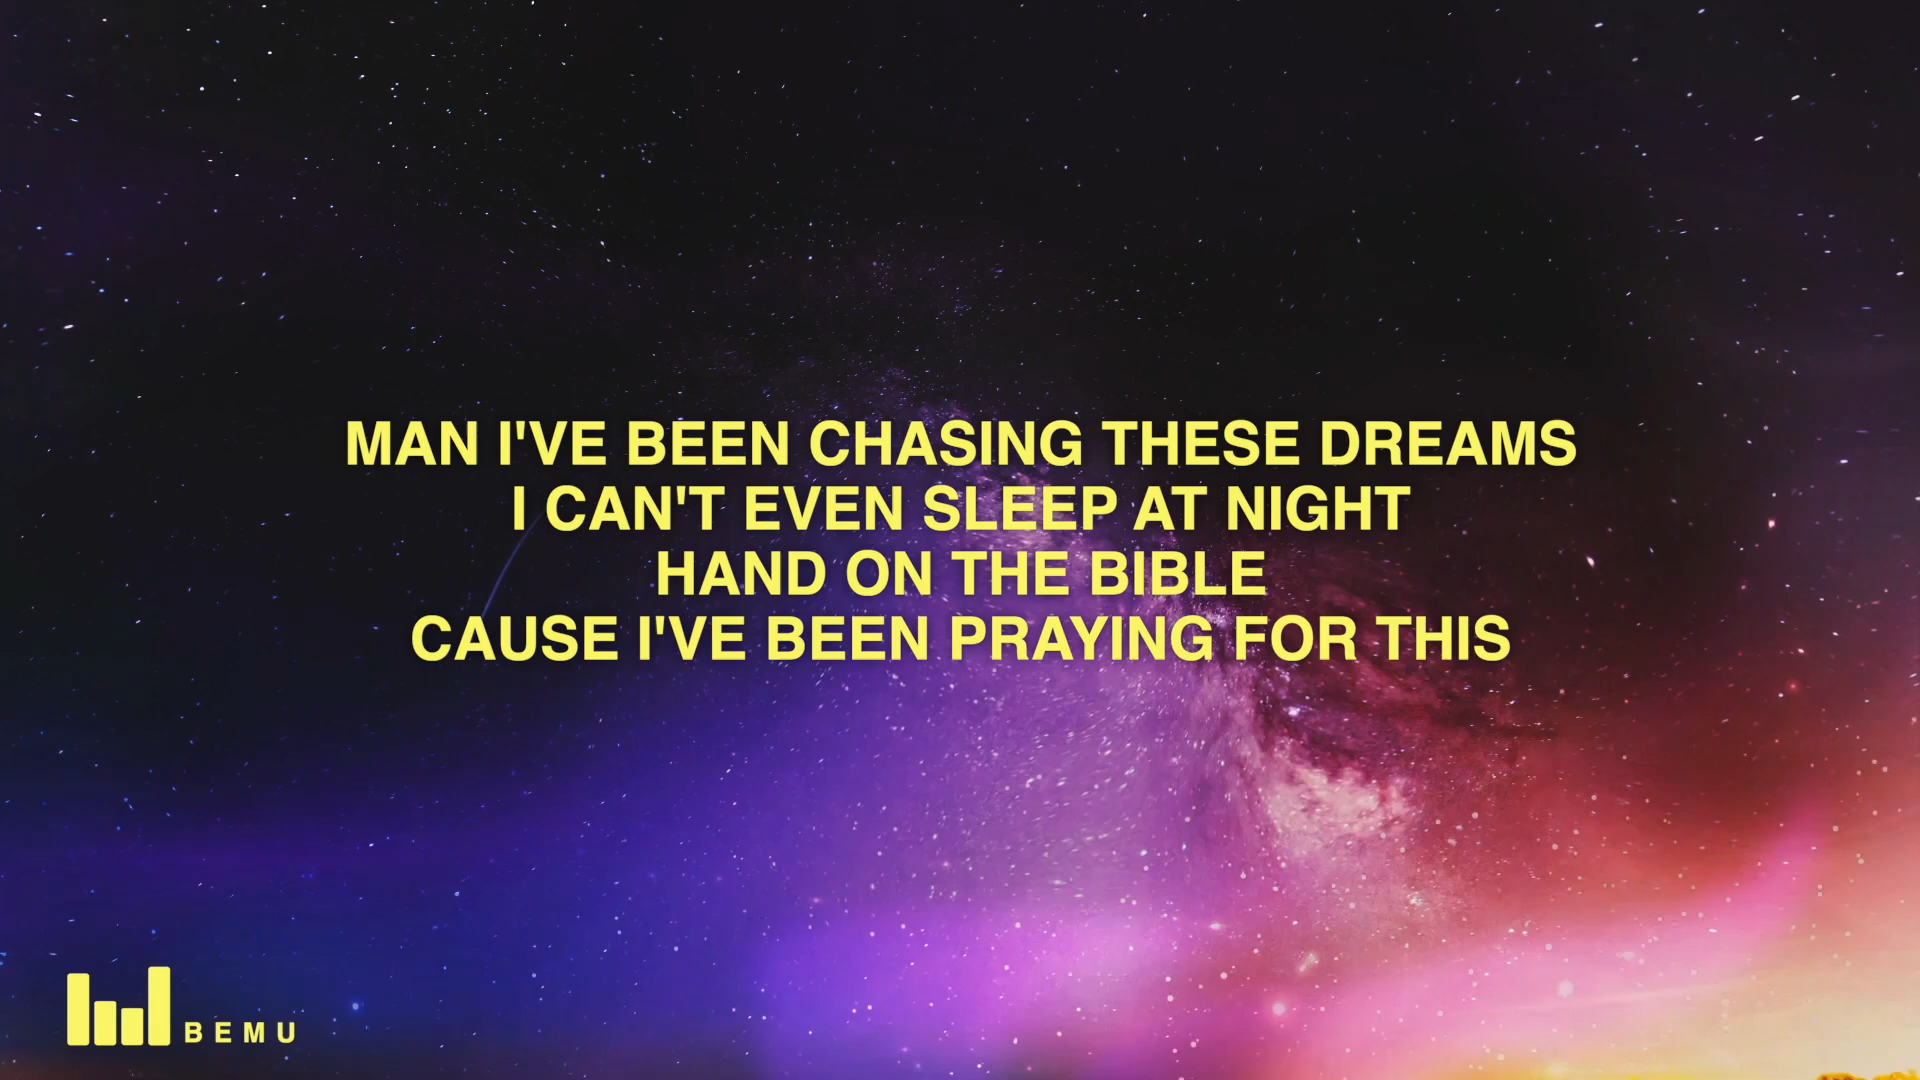 MAN I'VE BEEN CHASING THESE DREAMS
I CAN'T EVEN SLEEP AT NIGHT
HAND ON THE BIBLE
CAUSE I'VE BEEN PRAYING FOR THIS
BEMU